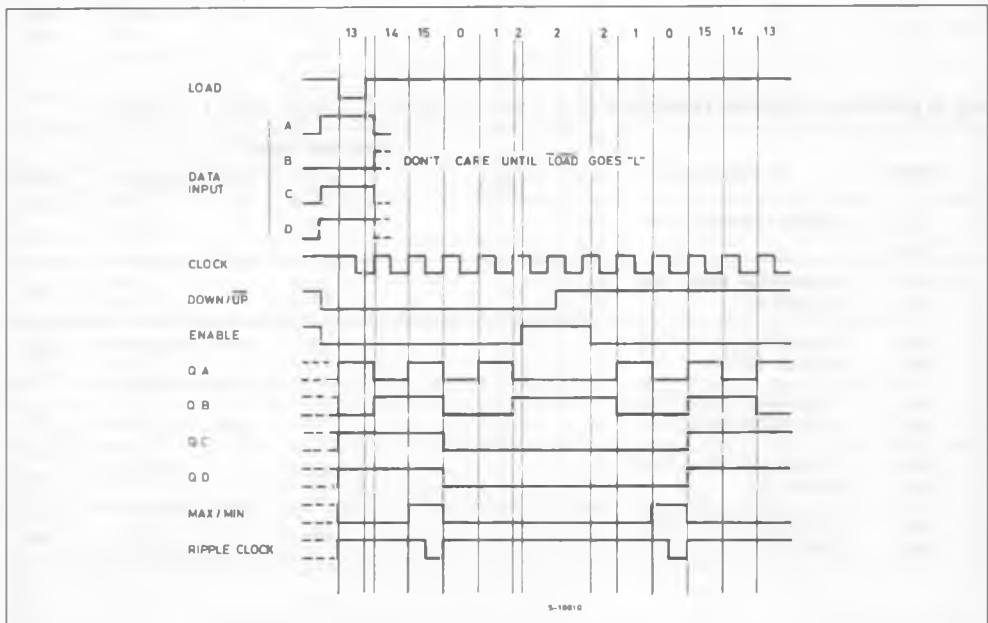 13 14 15 0 1 2 2 2 1 0 15 14 13
LOAD
A
B
DON'T CARE UNTIL LOAD GOES "L"
DATA
INPUT
C
D
CLOCK
DOWN/UP
ENABLE
Q A
Q B
Q C
Q D
MAX / MIN
RIPPLE CLOCK
S-10010